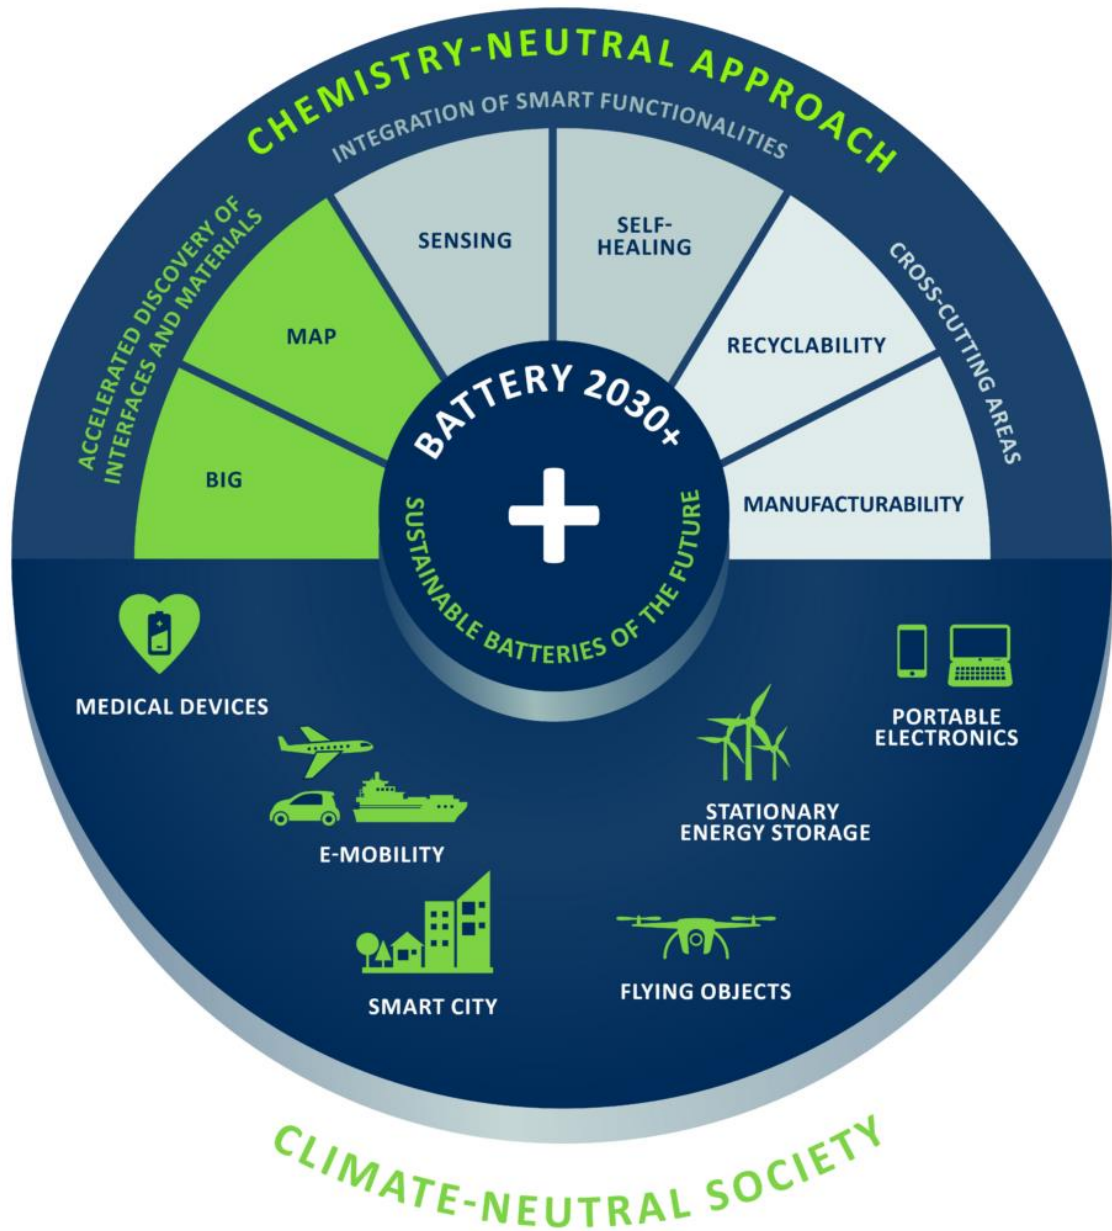 CHEMISTRY-NEUTRAL APPROACH
INTEGRATION OF SMART FUNCTIONALITIES
ACCELERATED DISCOVERY OF
INTERFACES AND MATERIALS
CROSS-CUTTING AREAS
BIG
MAP
SENSING
SELF-
HEALING
RECYCLABILITY
MANUFACTURABILITY
BATTERY 2030+
SUSTAINABLE BATTERIES OF THE FUTURE
MEDICAL DEVICES
E-MOBILITY
SMART CITY
FLYING OBJECTS
STATIONARY
ENERGY STORAGE
PORTABLE
ELECTRONICS
CLIMATE-NEUTRAL SOCIETY